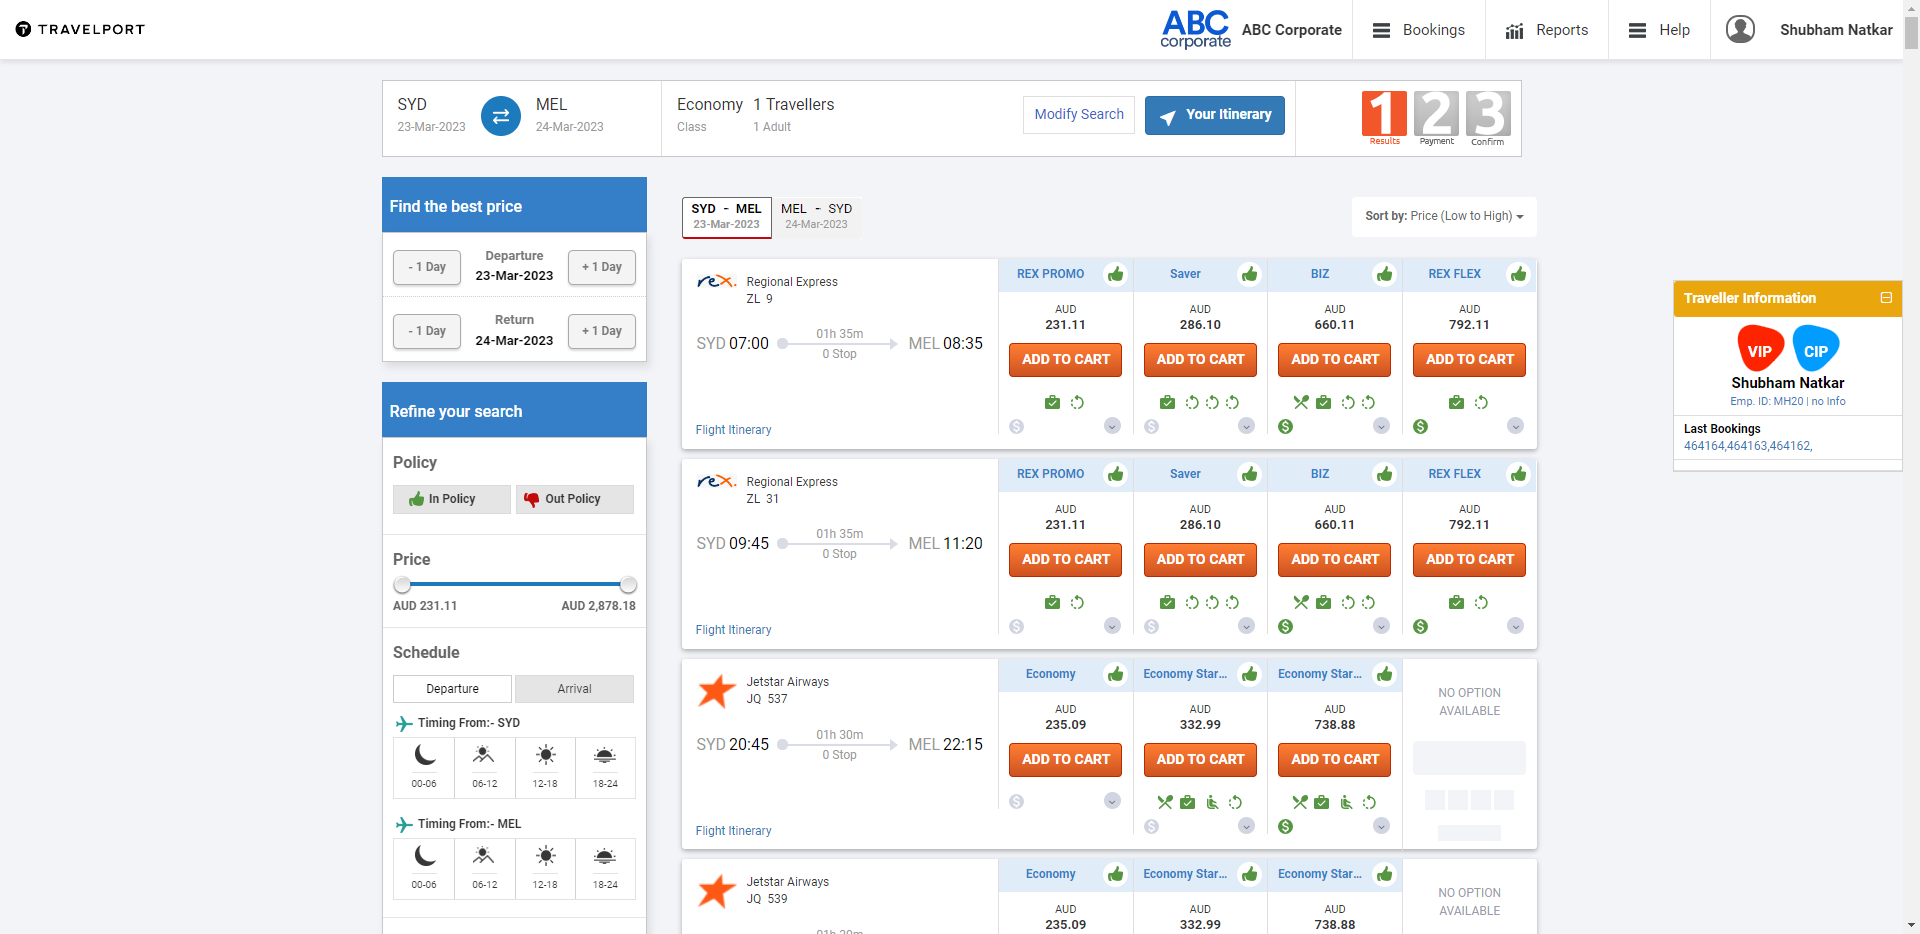 TRAVELPORT
ABC
corporate
ABC Corporate
Bookings
Reports
Help
Shubham Natkar
SYD
23-Mar-2023
MEL
24-Mar-2023
Economy
Class
1 Travellers
1 Adult
Modify Search
Your Itinerary
1
Results
2
Payment
3
Confirm
Find the best price
- 1 Day
Departure
23-Mar-2023
+ 1 Day
- 1 Day
Return
24-Mar-2023
+ 1 Day
Refine your search
Policy
In Policy
Out Policy
Price
AUD 231.11
AUD 2,878.18
Schedule
Departure
Arrival
Timing From:- SYD
00-06
06-12
12-18
18-24
Timing From:- MEL
00-06
06-12
12-18
18-24
SYD - MEL
23-Mar-2023
MEL - SYD
24-Mar-2023
Sort by: Price (Low to High)
rex.
Regional Express
ZL 9
SYD 07:00
01h 35m
0 Stop
MEL 08:35
Flight Itinerary
REX PROMO
AUD
231.11
ADD TO CART
Saver
AUD
286.10
ADD TO CART
BIZ
AUD
660.11
ADD TO CART
REX FLEX
AUD
792.11
ADD TO CART
rex.
Regional Express
ZL 31
SYD 09:45
01h 35m
0 Stop
MEL 11:20
Flight Itinerary
REX PROMO
AUD
231.11
ADD TO CART
Saver
AUD
286.10
ADD TO CART
BIZ
AUD
660.11
ADD TO CART
REX FLEX
AUD
792.11
ADD TO CART
Jetstar Airways
JQ 537
SYD 20:45
01h 30m
0 Stop
MEL 22:15
Flight Itinerary
Economy
AUD
235.09
ADD TO CART
Economy Star...
AUD
332.99
ADD TO CART
Economy Star...
AUD
738.88
ADD TO CART
NO OPTION
AVAILABLE
Jetstar Airways
JQ 539
01h 30m
Economy
AUD
235.09
Economy Star...
AUD
332.99
Economy Star...
AUD
738.88
NO OPTION
AVAILABLE
Traveller Information
VIP
CIP
Shubham Natkar
Emp. ID: MH20 | no Info
Last Bookings
464164,464163,464162,